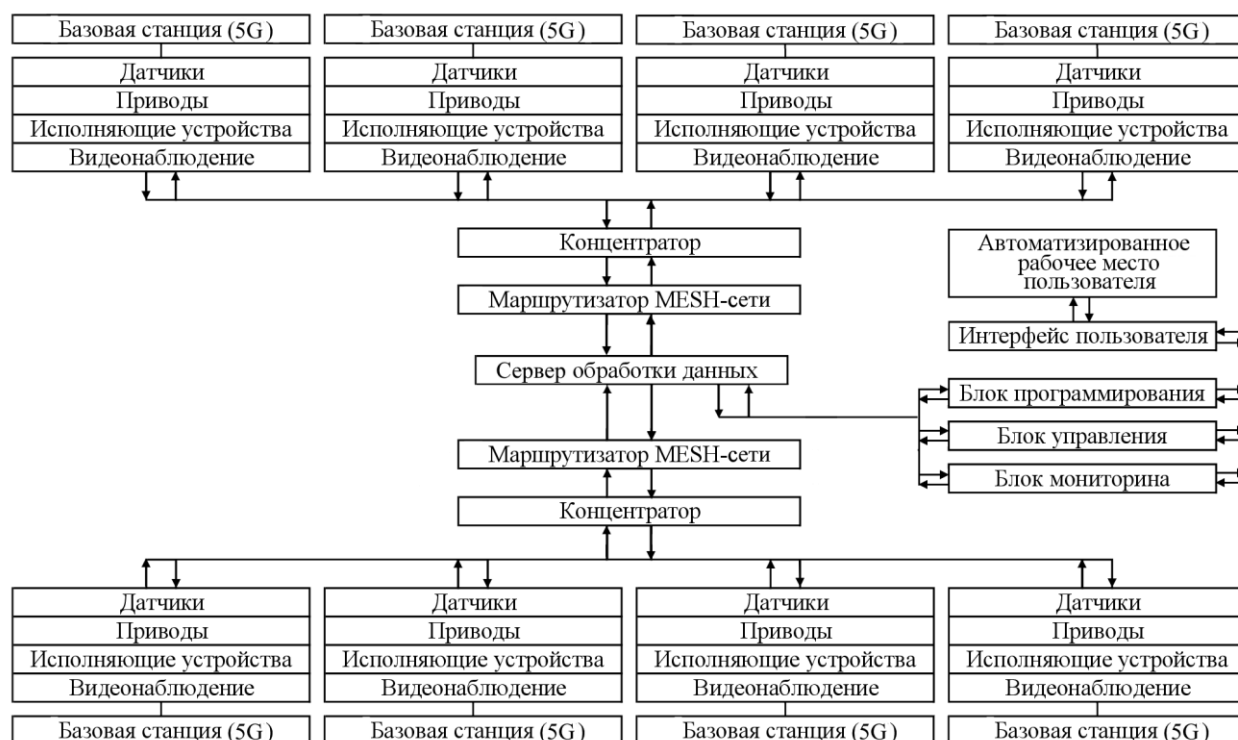 Базовая станция (5G)
Базовая станция (5G)
Базовая станция (5G)
Базовая станция (5G)
Датчики
Приводы
Исполняющие устройства
Видеонаблюдение
Датчики
Приводы
Исполняющие устройства
Видеонаблюдение
Датчики
Приводы
Исполняющие устройства
Видеонаблюдение
Датчики
Приводы
Исполняющие устройства
Видеонаблюдение
Концентратор
Маршрутизатор MESH-сети
Сервер обработки данных
Маршрутизатор MESH-сети
Концентратор
Автоматизированное
рабочее место
пользователя
Интерфейс пользователя
Блок программирования
Блок управления
Блок мониторина
Датчики
Приводы
Исполняющие устройства
Видеонаблюдение
Датчики
Приводы
Исполняющие устройства
Видеонаблюдение
Датчики
Приводы
Исполняющие устройства
Видеонаблюдение
Датчики
Приводы
Исполняющие устройства
Видеонаблюдение
Базовая станция (5G)
Базовая станция (5G)
Базовая станция (5G)
Базовая станция (5G)